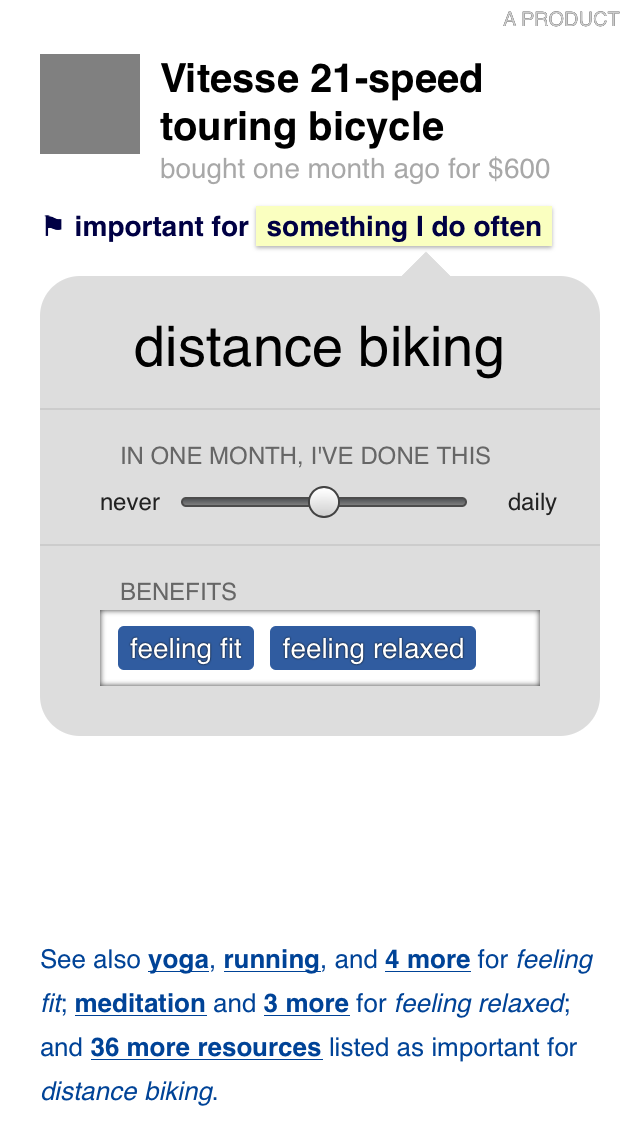 A PRODUCT
Vitesse 21-speed
touring bicycle
bought one month ago for $600
⚑ important for something I do often
distance biking
IN ONE MONTH, I'VE DONE THIS
never daily
BENEFITS
feeling fit feeling relaxed
See also yoga, running, and 4 more for feeling
fit; meditation and 3 more for feeling relaxed;
and 36 more resources listed as important for
distance biking.